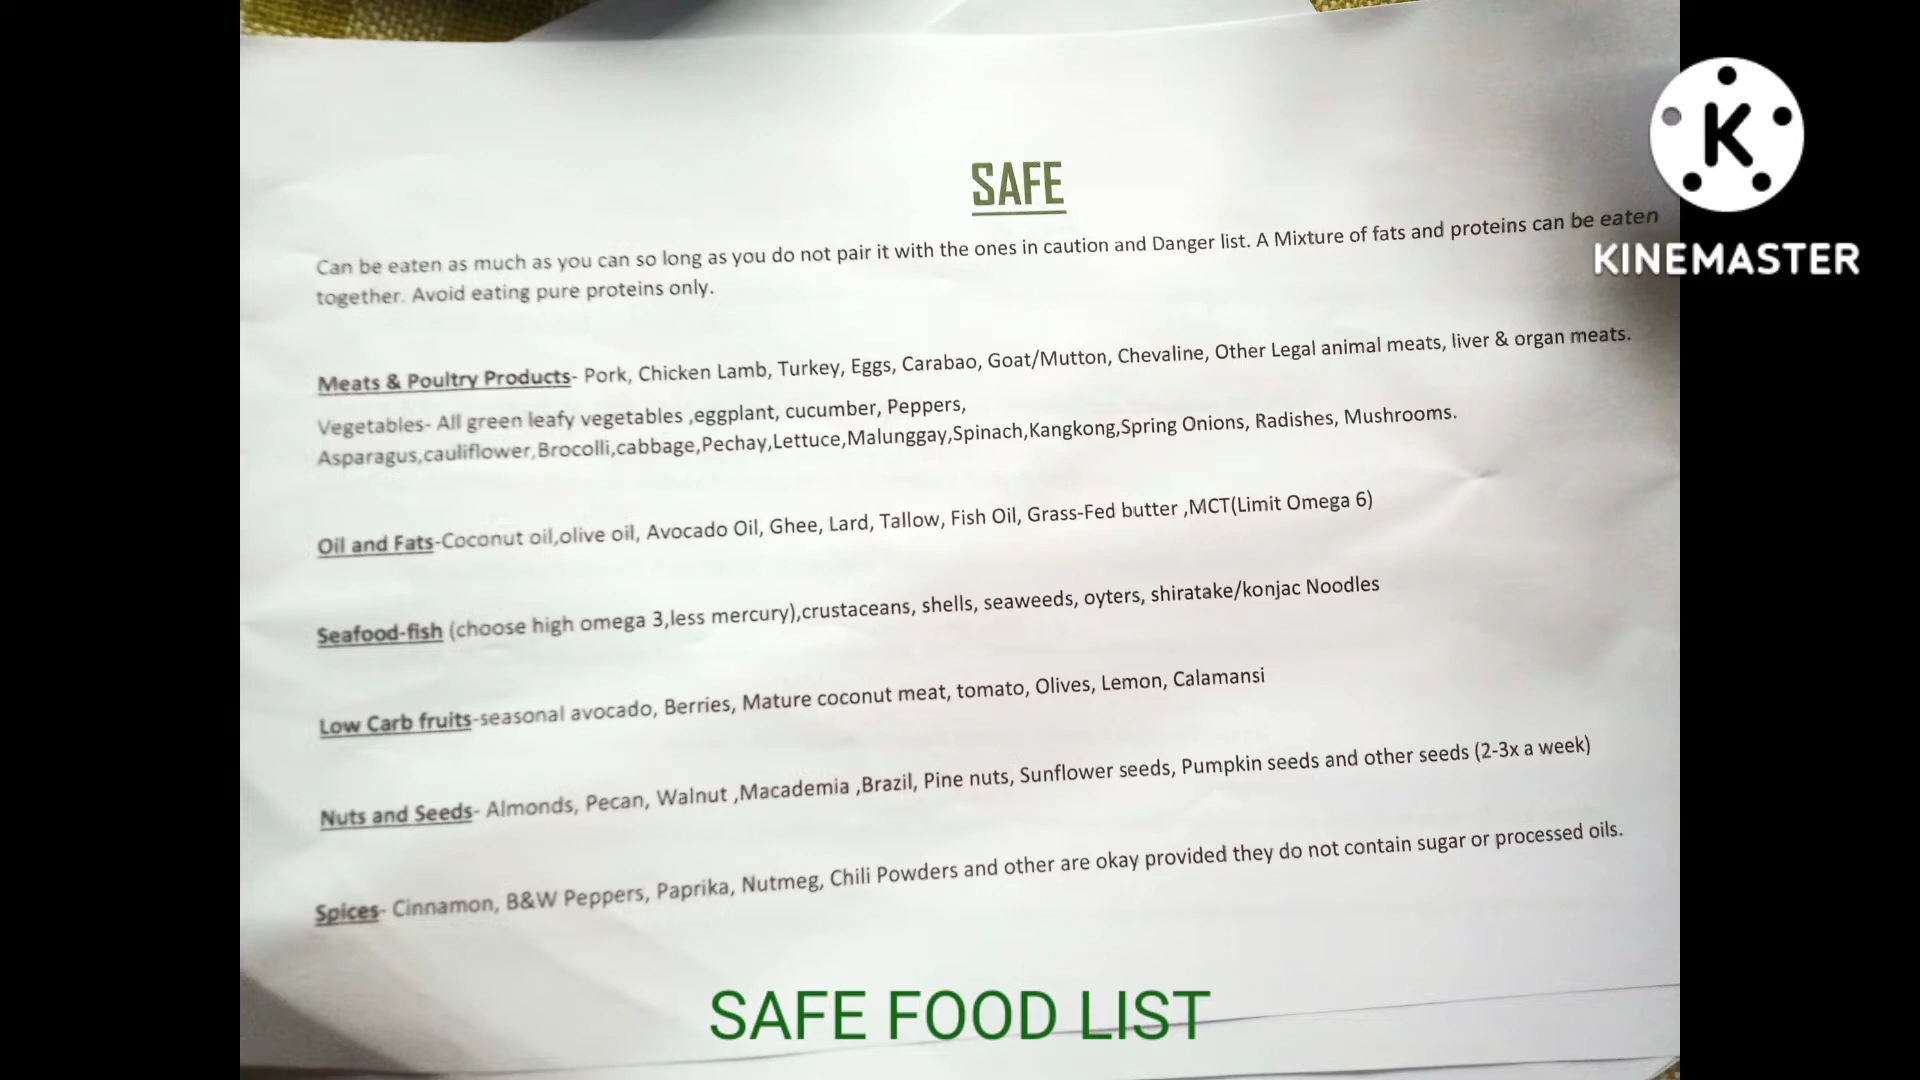 SAFE
Can be eaten as much as you can so long as you do not pair it with the ones in caution and Danger list. A Mixture of fats and proteins can be eaten
together. Avoid eating pure proteins only.
Meats & Poultry Products- Pork, Chicken Lamb, Turkey, Eggs, Carabao, Goat/Mutton, Chevaline, Other Legal animal meats, liver & organ meats.
Vegetables- All green leafy vegetables ,eggplant, cucumber, Peppers,
Asparagus,cauliflower,Brocolli,cabbage,Pechay,Lettuce,Malunggay,Spinach,Kangkong,Spring Onions, Radishes, Mushrooms.
Oil and Fats-Coconut oil,olive oil, Avocado Oil, Ghee, Lard, Tallow, Fish Oil, Grass-Fed butter ,MCT(Limit Omega 6)
Seafood-fish (choose high omega 3,less mercury),crustaceans, shells, seaweeds, oyters, shiratake/konjac Noodles
Low Carb fruits-seasonal avocado, Berries, Mature coconut meat, tomato, Olives, Lemon, Calamansi
Nuts and Seeds- Almonds, Pecan, Walnut ,Macademia ,Brazil, Pine nuts, Sunflower seeds, Pumpkin seeds and other seeds (2-3x a week)
Spices- Cinnamon, B&W Peppers, Paprika, Nutmeg, Chili Powders and other are okay provided they do not contain sugar or processed oils.
SAFE FOOD LIST
K
KINEMASTER